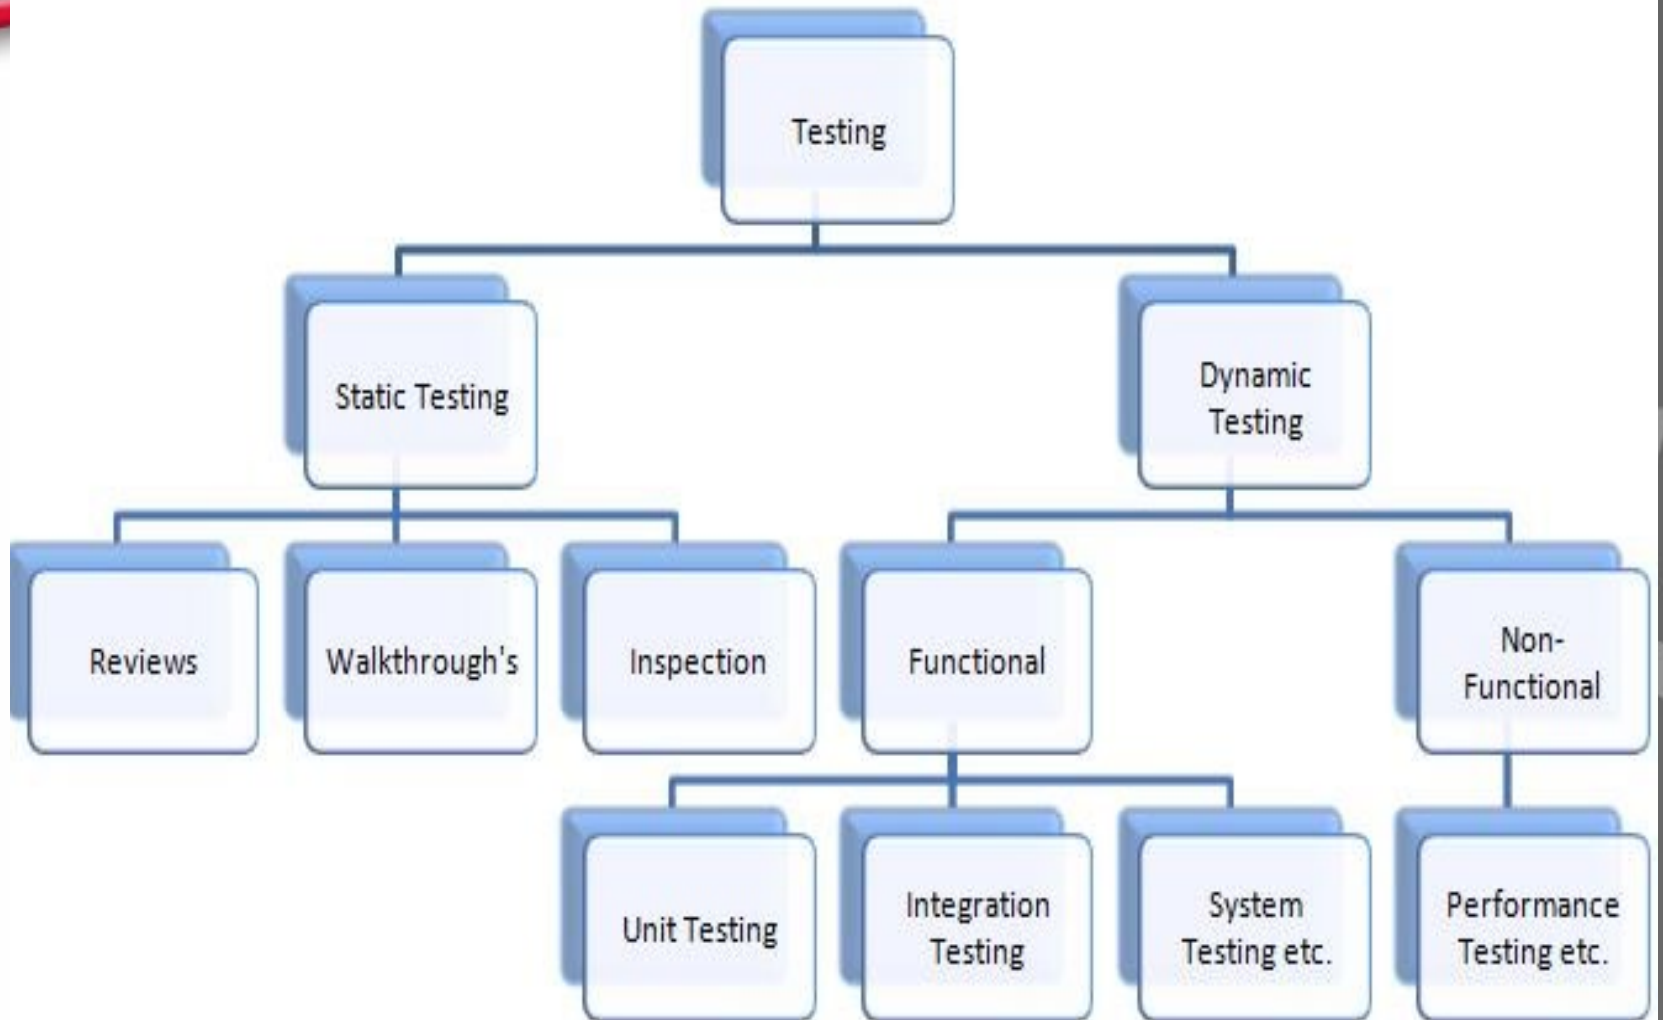 Testing
Static Testing
Dynamic
Testing
Reviews
Walkthrough's
Inspection
Functional
Non-
Functional
Unit Testing
Integration
Testing
System
Testing etc.
Performance
Testing etc.